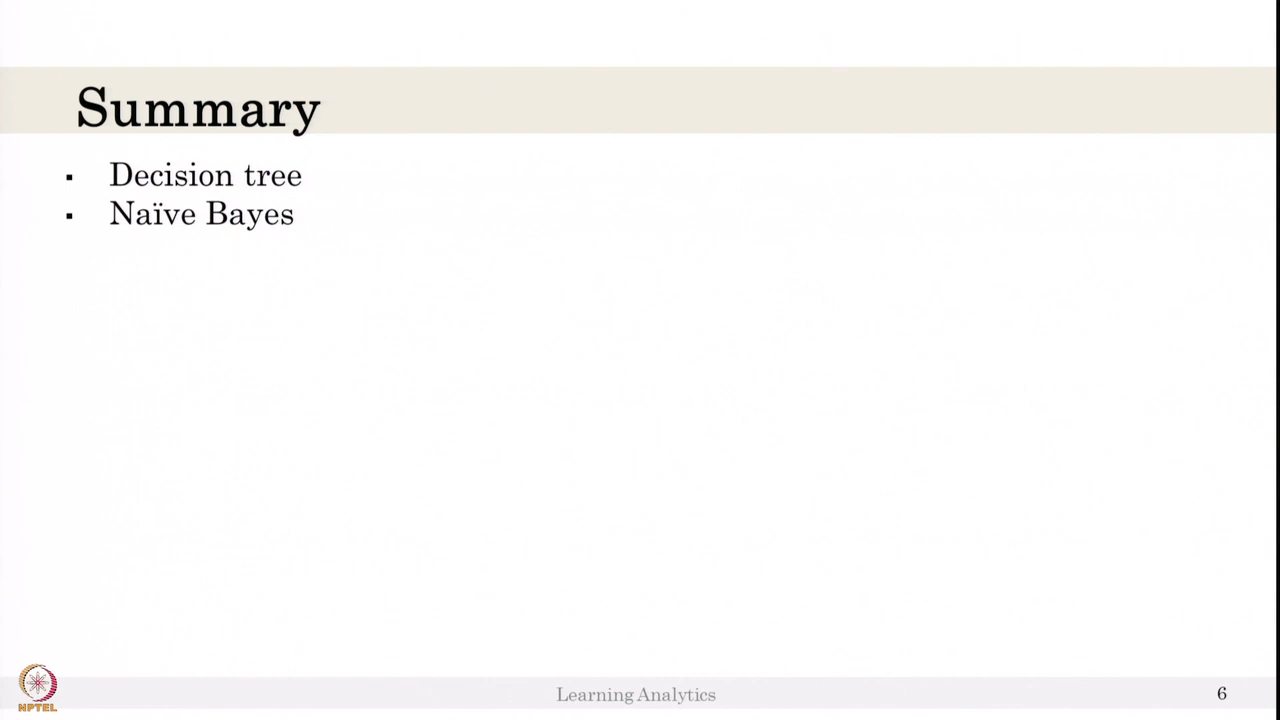 Summary
▪ Decision tree
▪ Naïve Bayes
NPTEL
Learning Analytics
6